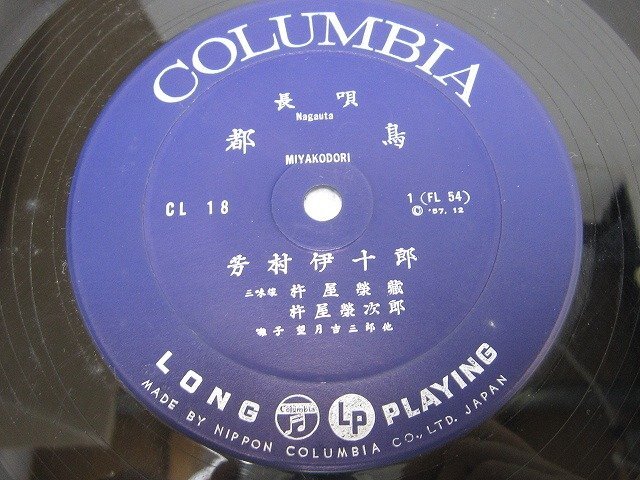 COLUMBIA
長唄
Nagauta
都鳥
MIYAKODORI
CL 18
1 (FL 54)
Ⓒ '57. 12
芳村伊十郎
三味線 杵屋榮藏
杵屋榮次郎
囃子 望月吉三郎他
LONG Columbia LP PLAYING
MADE BY NIPPON COLUMBIA CO., LTD. JAPAN